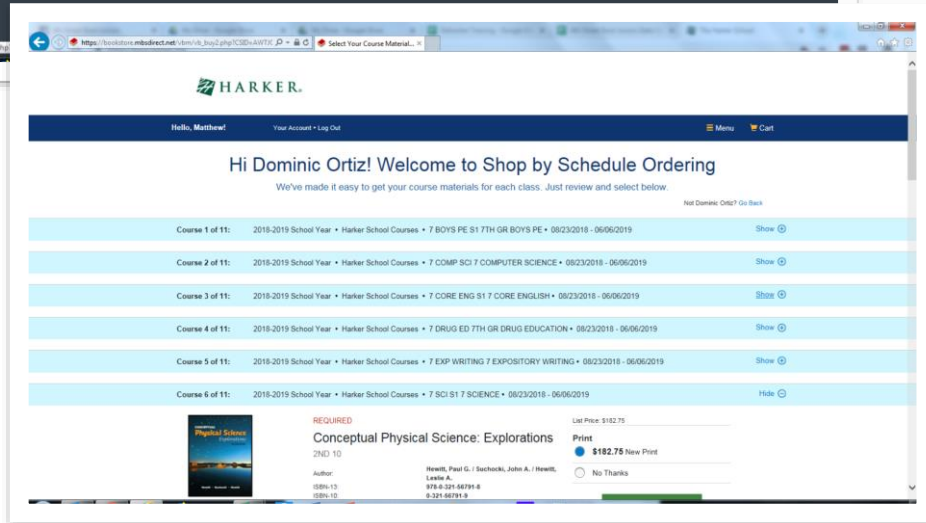 https://bookstore.mbsdirect.net/vbm/vb_buy2.php?CSID=AWTX
Select Your Course Material...
HARKER.
Hello, Matthew! Your Account • Log Out Menu Cart
Hi Dominic Ortiz! Welcome to Shop by Schedule Ordering
We've made it easy to get your course materials for each class. Just review and select below.
Not Dominic Ortiz? Go Back
Course 1 of 11: 2018-2019 School Year • Harker School Courses • 7 BOYS PE S1 7TH GR BOYS PE • 08/23/2018 - 06/06/2019 Show
Course 2 of 11: 2018-2019 School Year • Harker School Courses • 7 COMP SCI 7 COMPUTER SCIENCE • 08/23/2018 - 06/06/2019 Show
Course 3 of 11: 2018-2019 School Year • Harker School Courses • 7 CORE ENG S1 7 CORE ENGLISH • 08/23/2018 - 06/06/2019 Show
Course 4 of 11: 2018-2019 School Year • Harker School Courses • 7 DRUG ED 7TH GR DRUG EDUCATION • 08/23/2018 - 06/06/2019 Show
Course 5 of 11: 2018-2019 School Year • Harker School Courses • 7 EXP WRITING 7 EXPOSITORY WRITING • 08/23/2018 - 06/06/2019 Show
Course 6 of 11: 2018-2019 School Year • Harker School Courses • 7 SCI S1 7 SCIENCE • 08/23/2018 - 06/06/2019 Hide
Physical Science
Explorations
REQUIRED
Conceptual Physical Science: Explorations
2ND 10
Author: Hewitt, Paul G. / Suchocki, John A. / Hewitt, Leslie A.
ISBN-13: 978-0-321-56791-8
ISBN-10: 0-321-56791-9
List Price: $182.75
Print
$182.75 New Print
No Thanks